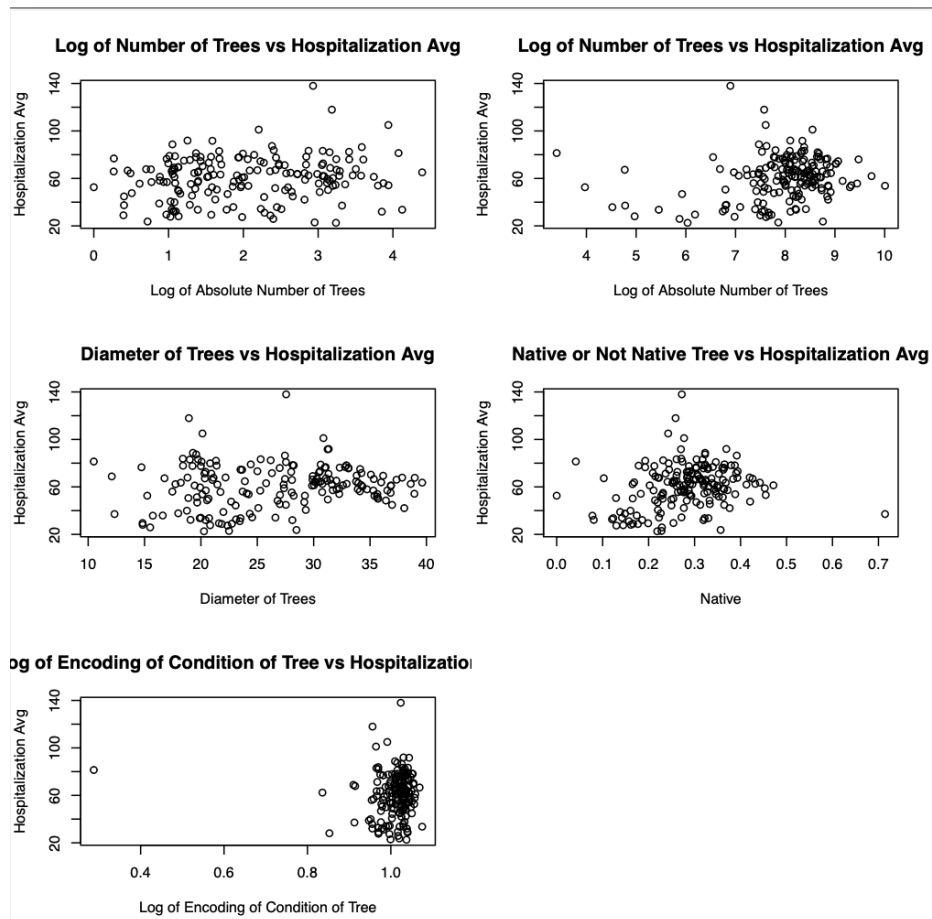 Log of Number of Trees vs Hospitalization Avg
Hospitalization Avg
20 60 100 140
0 1 2 3 4
Log of Absolute Number of Trees
Log of Number of Trees vs Hospitalization Avg
Hospitalization Avg
20 60 100 140
4 5 6 7 8 9 10
Log of Absolute Number of Trees
Diameter of Trees vs Hospitalization Avg
Hospitalization Avg
20 60 100 140
10 15 20 25 30 35 40
Diameter of Trees
Native or Not Native Tree vs Hospitalization Avg
Hospitalization Avg
20 60 100 140
0.0 0.1 0.2 0.3 0.4 0.5 0.6 0.7
Native
og of Encoding of Condition of Tree vs Hospitalizatio
Hospitalization Avg
20 60 100 140
0.4 0.6 0.8 1.0
Log of Encoding of Condition of Tree